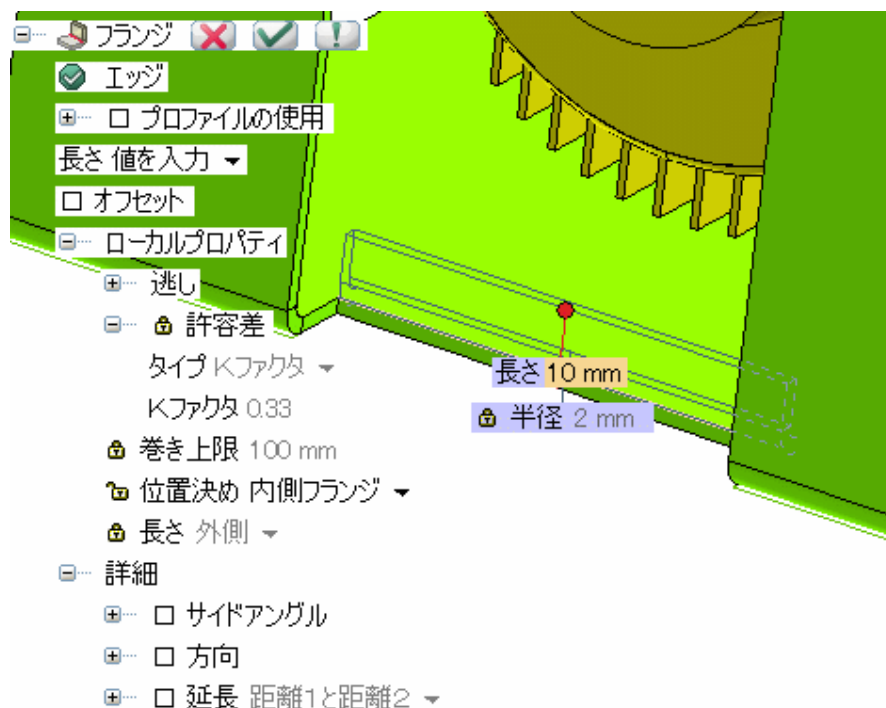 フランジ
エッジ
プロファイルの使用
長さ 値を入力
オフセット
ローカルプロパティ
逃し
許容差
タイプ Kファクタ
長さ 10 mm
Kファクタ 0.33
半径 2 mm
巻き上限 100 mm
位置決め 内側フランジ
長さ 外側
詳細
サイドアングル
方向
延長 距離1と距離2